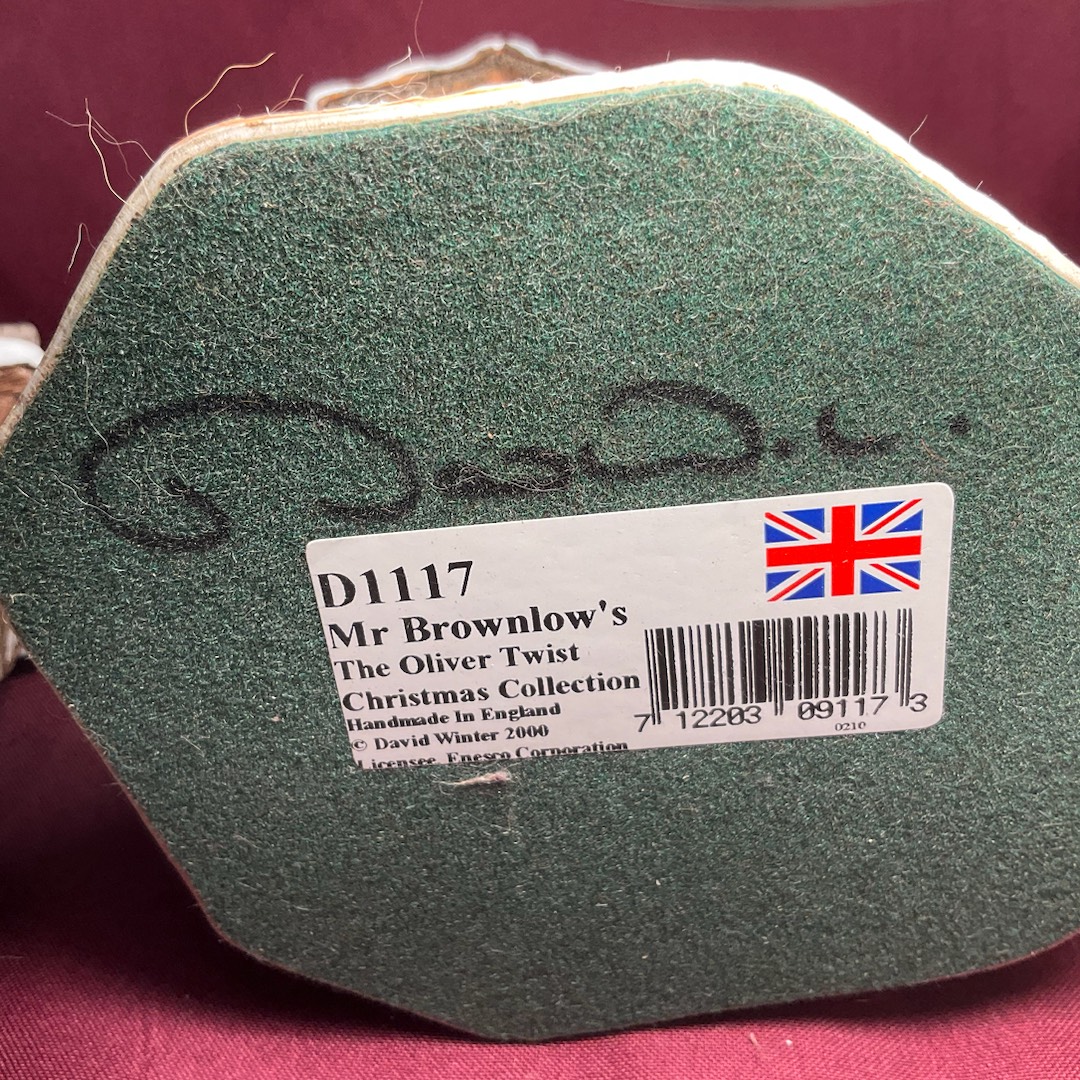 D1117
Mr Brownlow's
The Oliver Twist
Christmas Collection
Handmade In England
© David Winter 2000
Licensee Enesco Corporation
7 12203 09117 3
0210